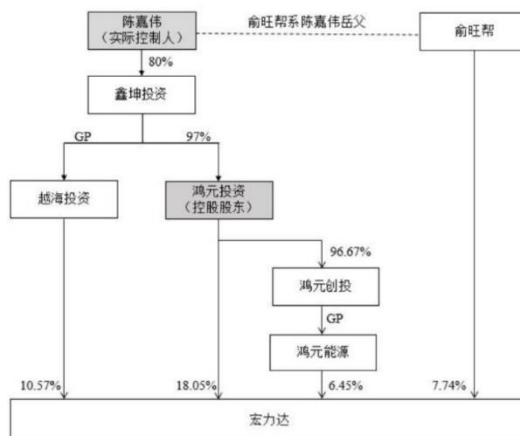 陈嘉伟
（实际控制人）
俞旺帮系陈嘉伟岳父
俞旺帮
80%
鑫坤投资
GP
97%
越海投资
鸿元投资
（控股股东）
96.67%
鸿元创投
GP
鸿元能源
10.57%
18.05%
6.45%
7.74%
宏力达